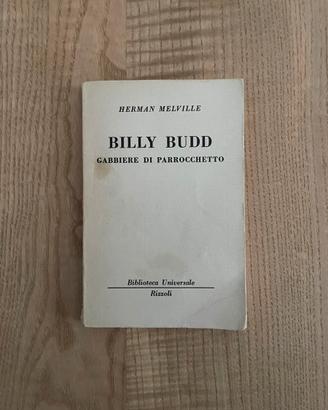 HERMAN MELVILLE
BILLY BUDD
GABBIERE DI PARROCCHETTO
Biblioteca Universale
Rizzoli